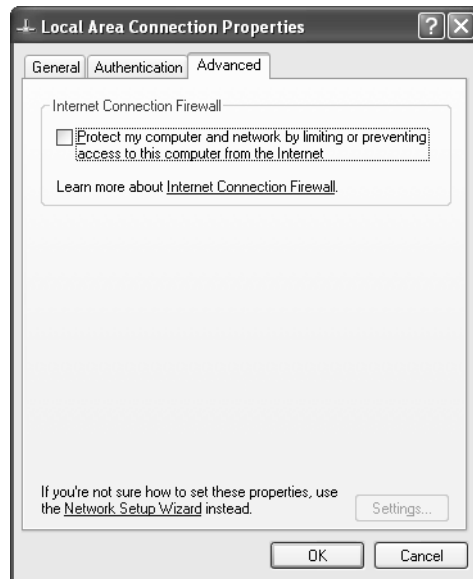 Local Area Connection Properties
General Authentication Advanced
Internet Connection Firewall
Protect my computer and network by limiting or preventing
access to this computer from the Internet
Learn more about Internet Connection Firewall.
If you're not sure how to set these properties, use
the Network Setup Wizard instead.
Settings...
OK Cancel